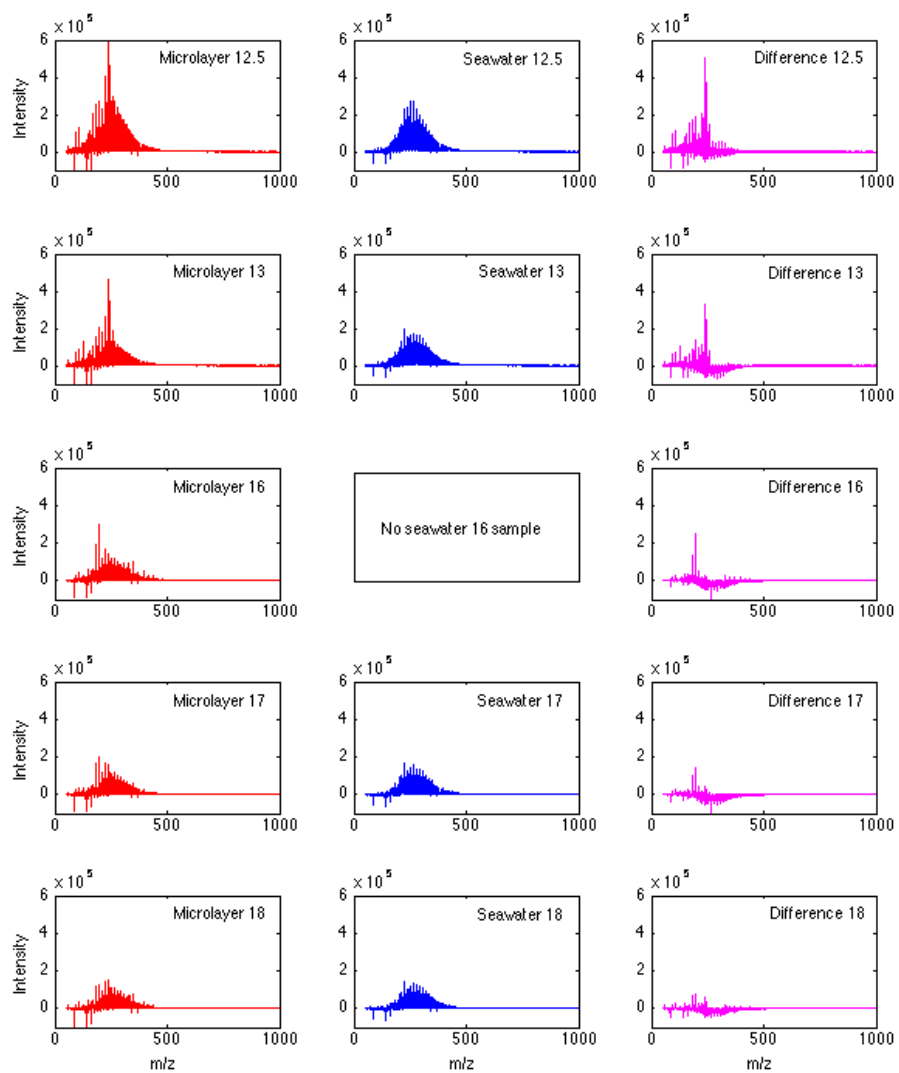 x 10^5 x 10^5 x 10^5
Microlayer 12.5 Seawater 12.5 Difference 12.5
Intensity
6 6 6
4 4 4
2 2 2
0 0 0
0 500 1000 0 500 1000 0 500 1000
x 10^5 x 10^5 x 10^5
Microlayer 13 Seawater 13 Difference 13
Intensity
6 6 6
4 4 4
2 2 2
0 0 0
0 500 1000 0 500 1000 0 500 1000
x 10^5 x 10^5
Microlayer 16 No seawater 16 sample Difference 16
Intensity
6 6
4 4
2 2
0 0
0 500 1000 0 500 1000
x 10^5 x 10^5 x 10^5
Microlayer 17 Seawater 17 Difference 17
Intensity
6 6 6
4 4 4
2 2 2
0 0 0
0 500 1000 0 500 1000 0 500 1000
x 10^5 x 10^5 x 10^5
Microlayer 18 Seawater 18 Difference 18
Intensity
6 6 6
4 4 4
2 2 2
0 0 0
0 500 1000 0 500 1000 0 500 1000
m/z m/z m/z